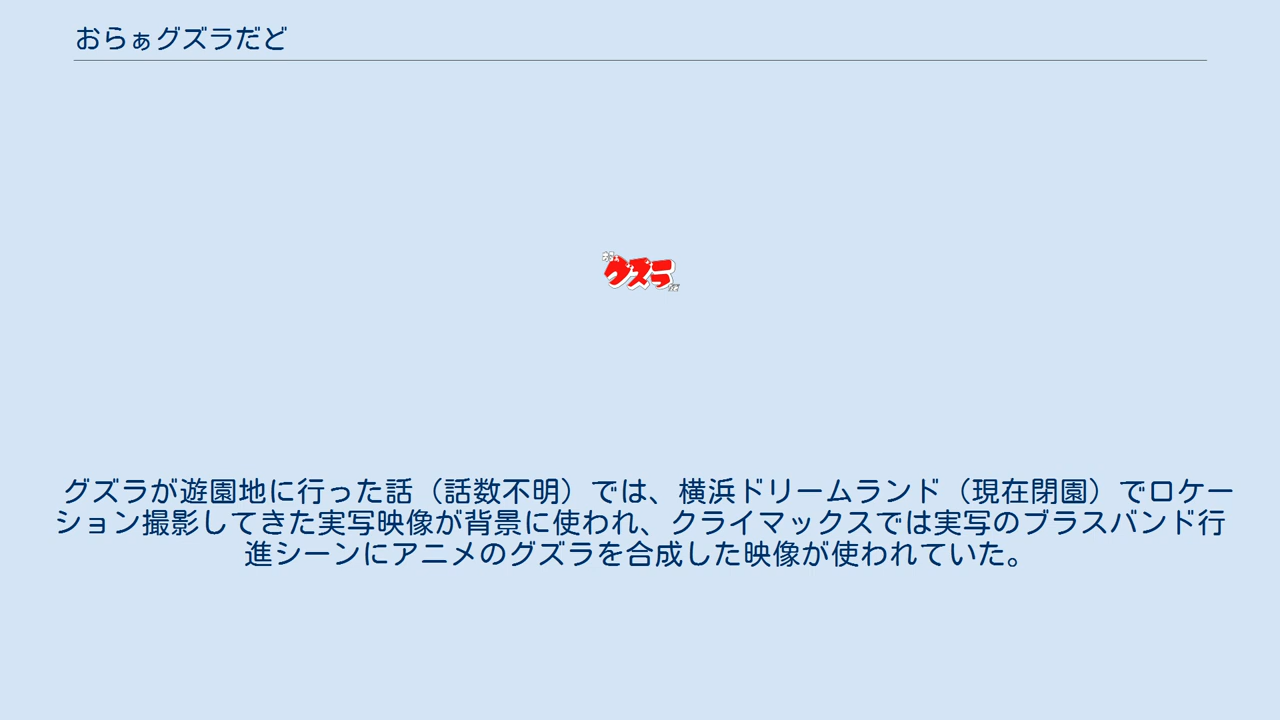 おらぁグズラだど
グズラ
グズラが遊園地に行った話（話数不明）では、横浜ドリームランド（現在閉園）でロケー
ション撮影してきた実写映像が背景に使われ、クライマックスでは実写のブラスバンド行
進シーンにアニメのグズラを合成した映像が使われていた。